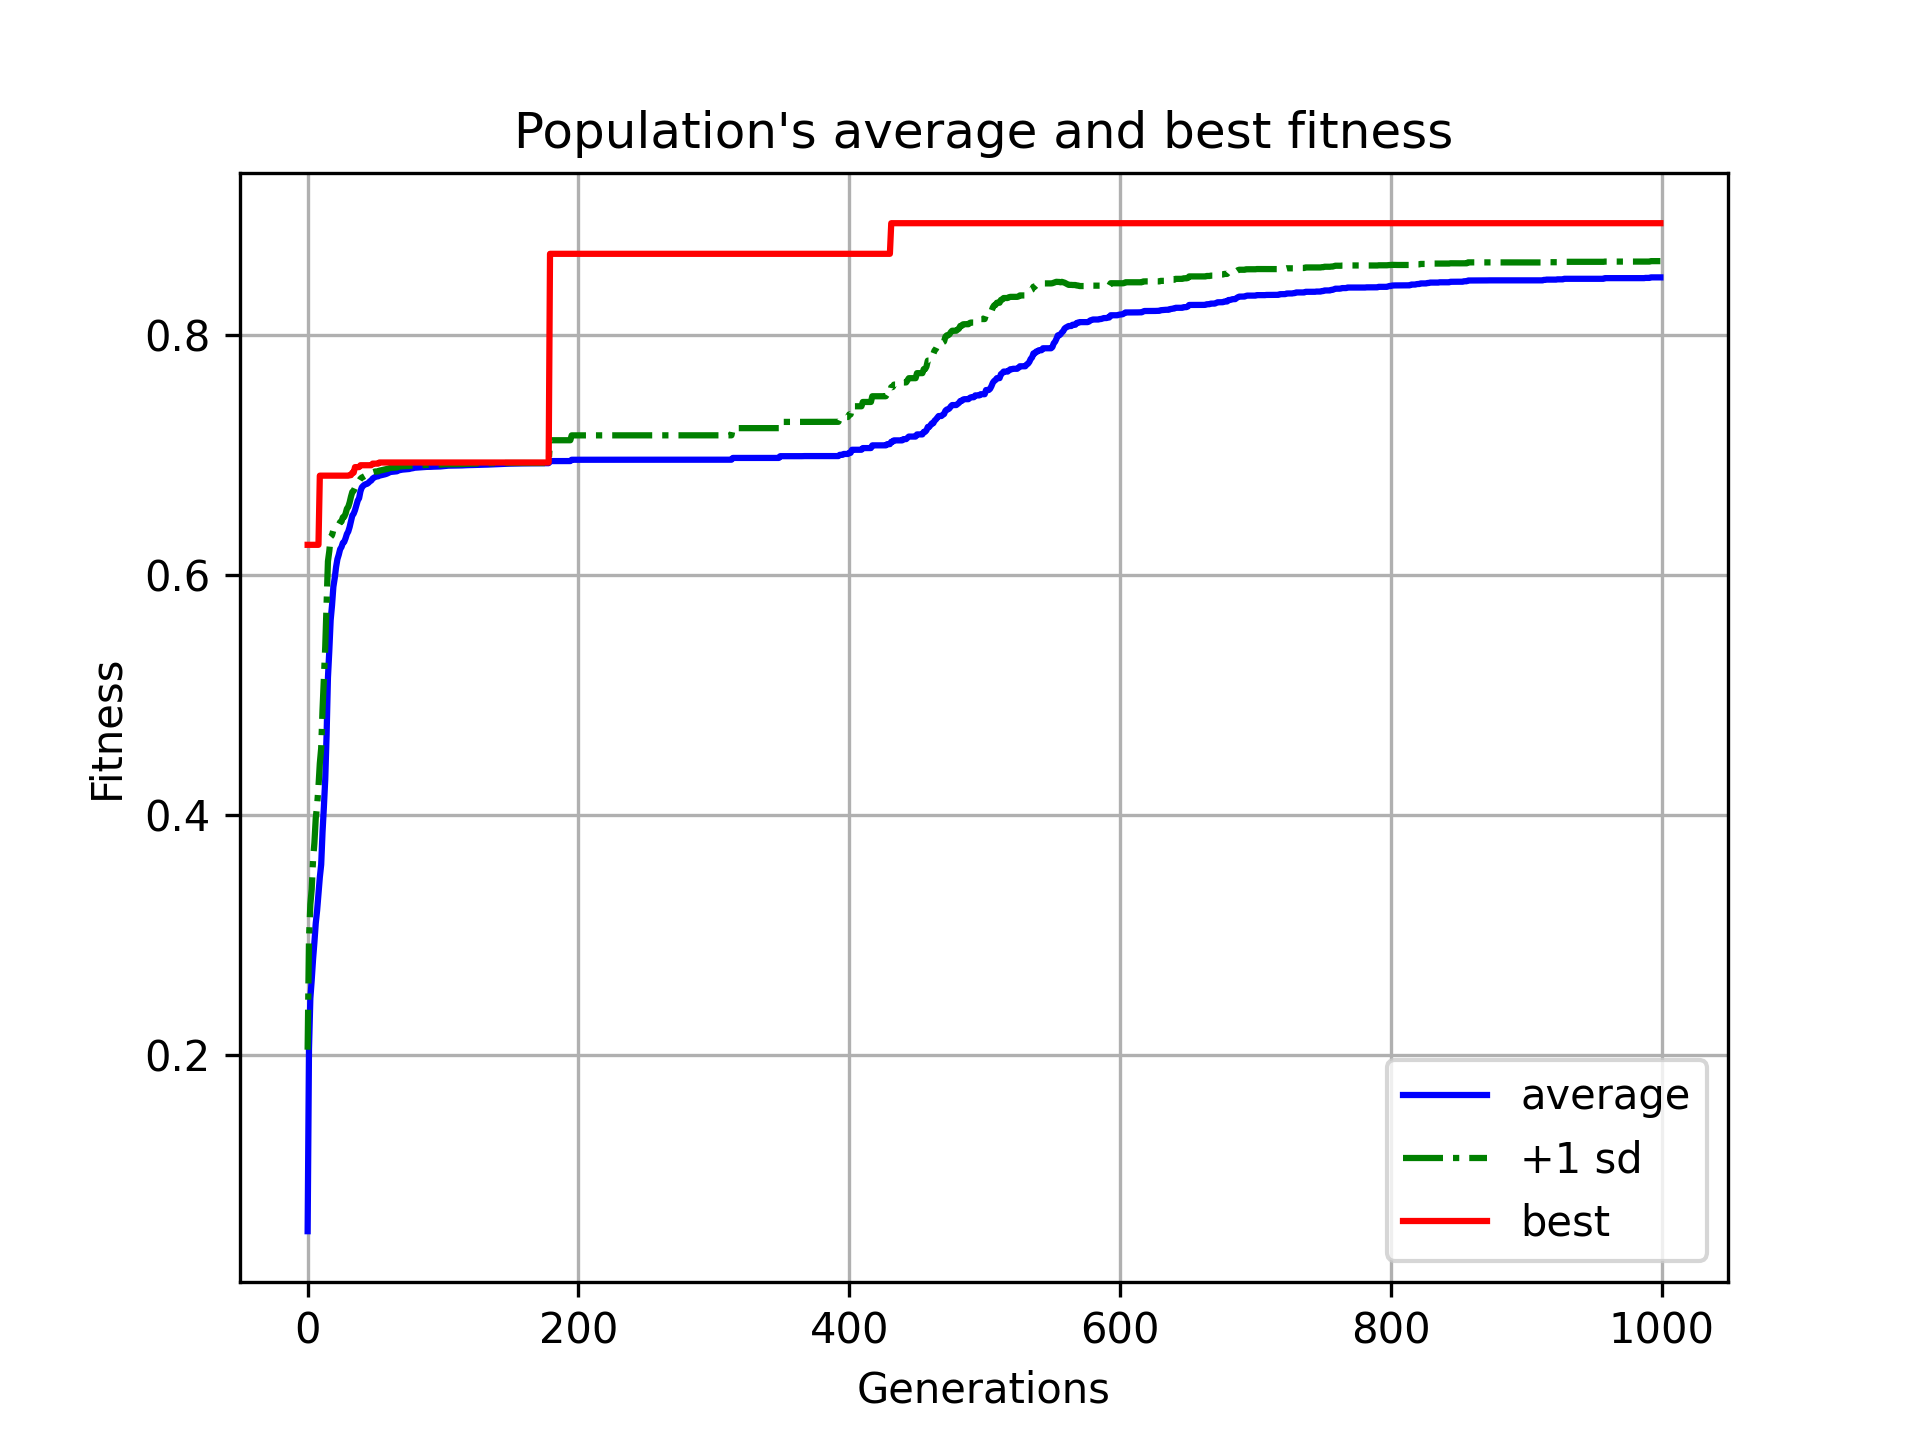 Population's average and best fitness
Fitness
0.8
0.6
0.4
0.2
0 200 400 600 800 1000
Generations
average
+1 sd
best